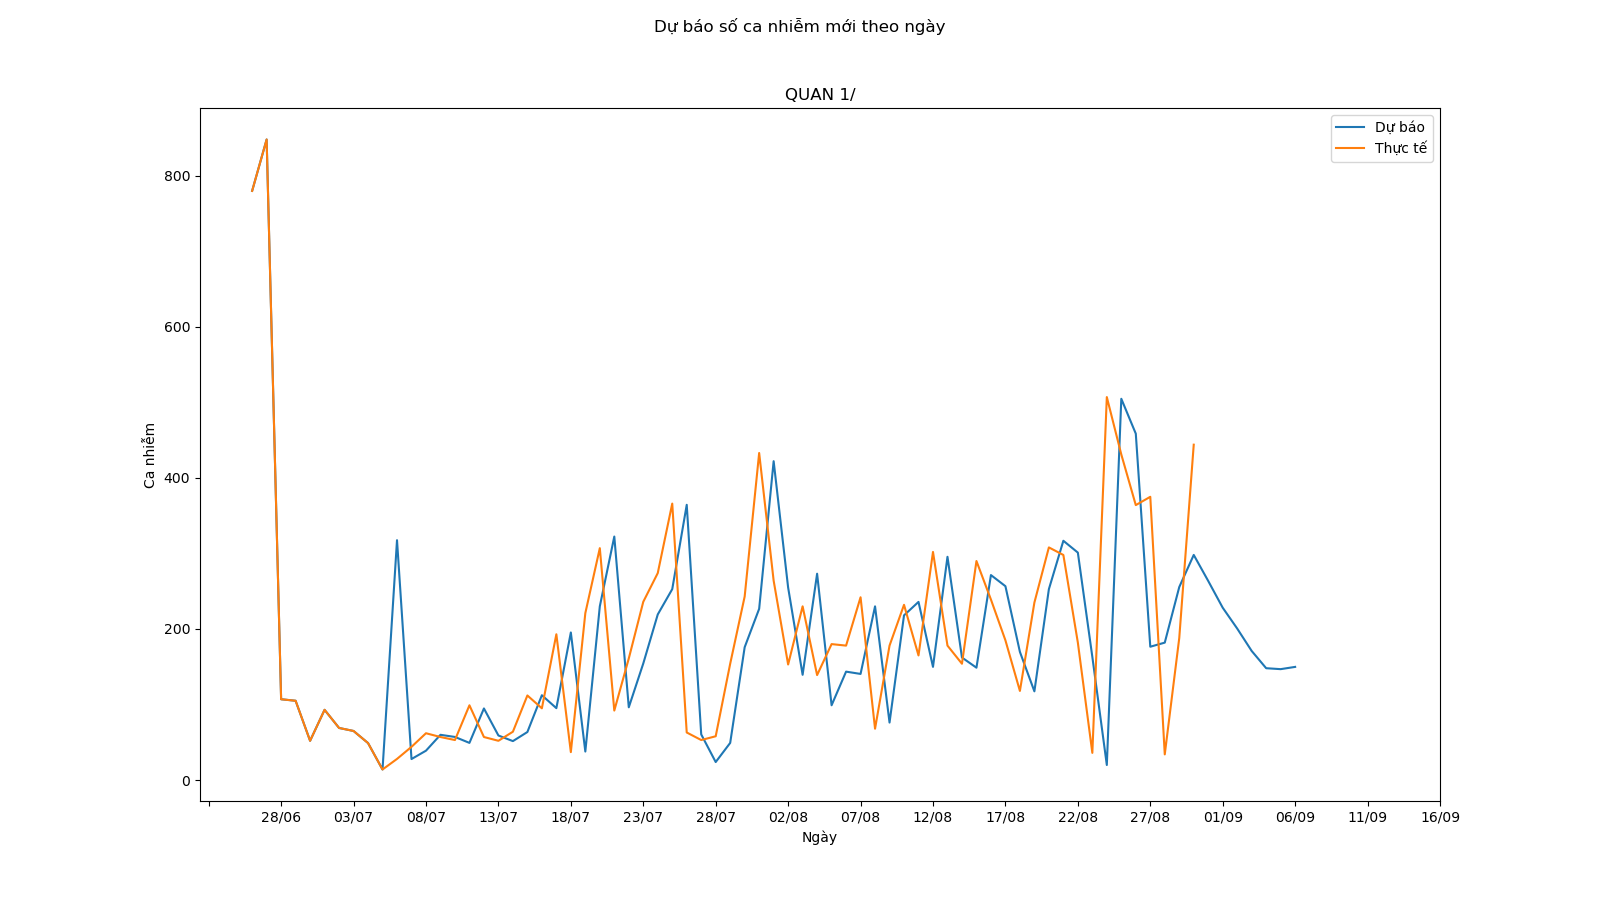 Dự báo số ca nhiễm mới theo ngày
QUAN 1/
Dự báo
Thực tế
800
600
400
200
0
Ca nhiễm
28/06 03/07 08/07 13/07 18/07 23/07 28/07 02/08 07/08 12/08 17/08 22/08 27/08 01/09 06/09 11/09 16/09
Ngày